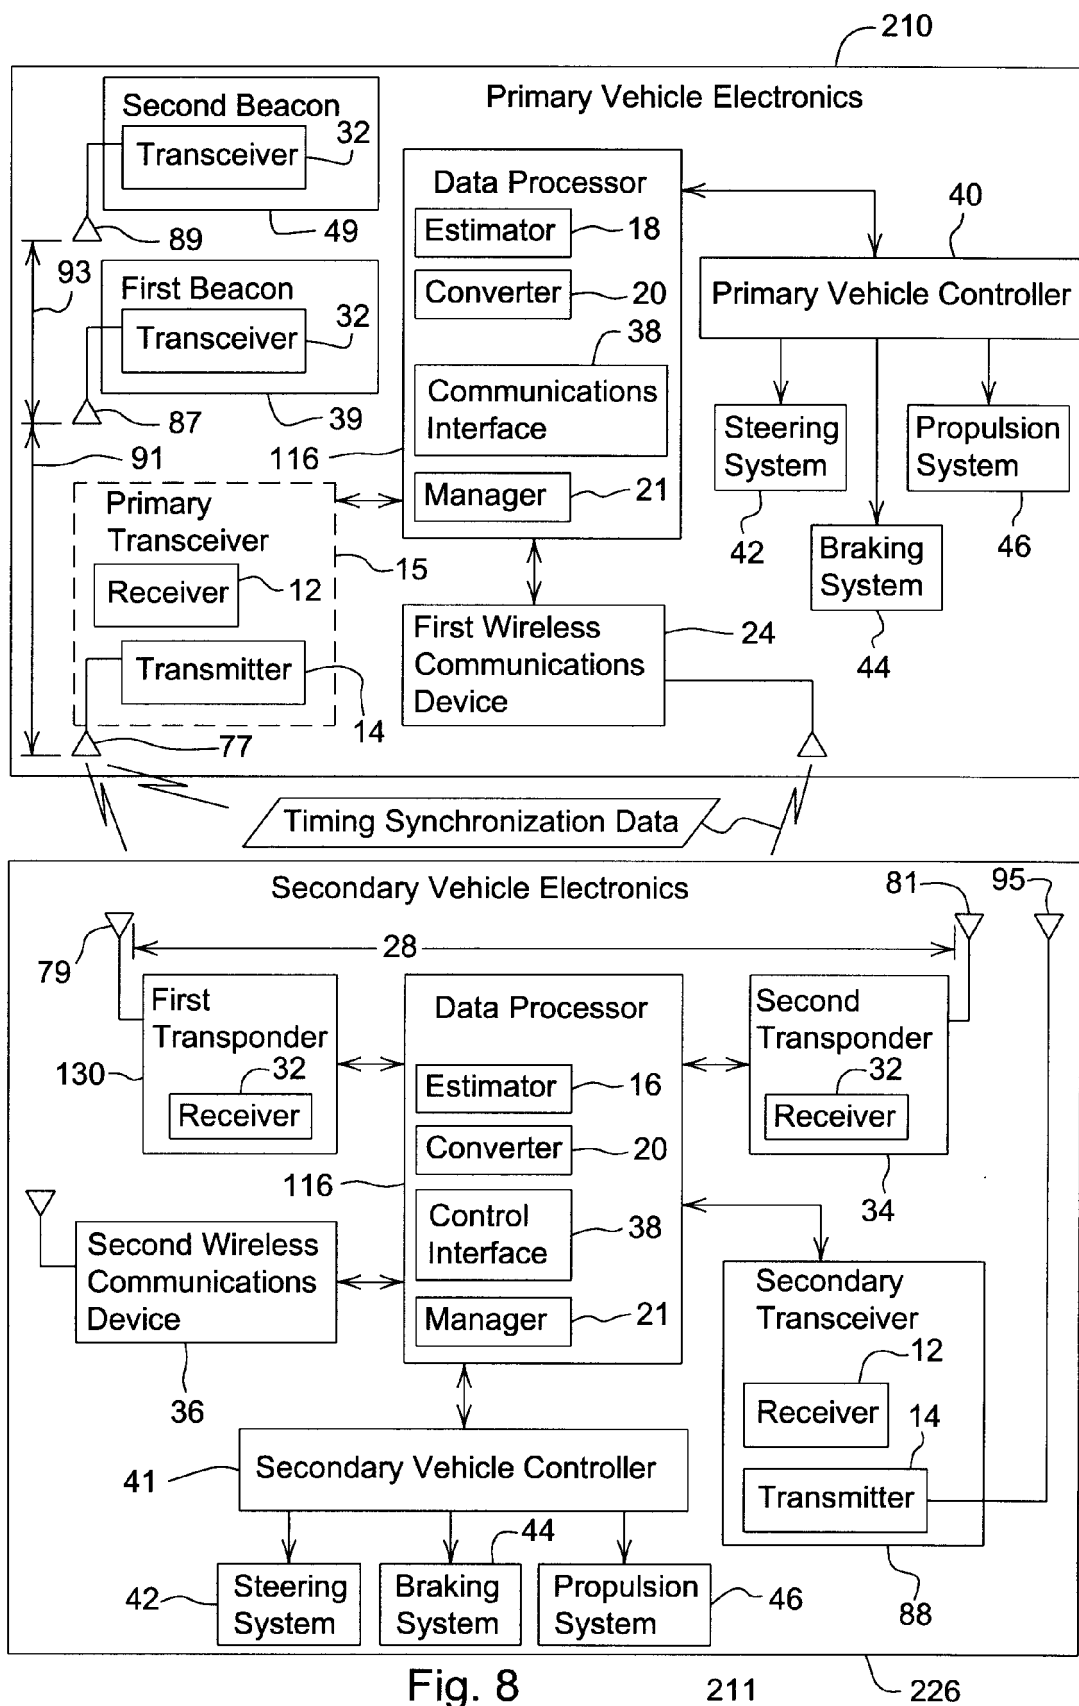 210
Primary Vehicle Electronics
Second Beacon
Transceiver
32
89
49
93
First Beacon
Transceiver
32
87
39
91
Data Processor
Estimator
18
Converter
20
38
Communications
Interface
116
Manager
21
40
Primary Vehicle Controller
Steering
System
42
Propulsion
System
46
Braking
System
44
Primary
Transceiver
15
Receiver
12
Transmitter
14
77
First Wireless
Communications
Device
24
Timing Synchronization Data
Secondary Vehicle Electronics
81
95
79
28
First
Transponder
130
32
Receiver
Data Processor
Estimator
16
Converter
20
116
Control
Interface
38
Manager
21
Second
Transponder
32
Receiver
34
Second Wireless
Communications
Device
36
Secondary
Transceiver
12
Receiver
14
Transmitter
88
41
Secondary Vehicle Controller
44
42
Steering
System
Braking
System
Propulsion
System
46
Fig. 8
211
226